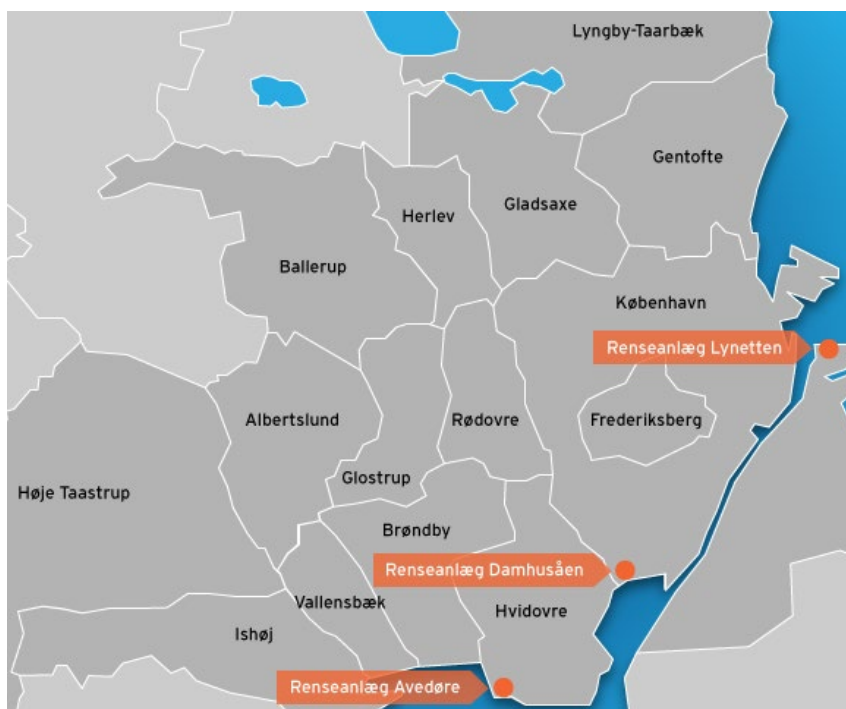 Lyngby-Taarbæk
Gentofte
Gladsaxe
Herlev
Ballerup
København
Renseanlæg Lynetten
Albertslund
Rødovre
Frederiksberg
Glostrup
Høje Taastrup
Brøndby
Renseanlæg Damhusåen
Vallensbæk
Hvidovre
Ishøj
Renseanlæg Avedøre